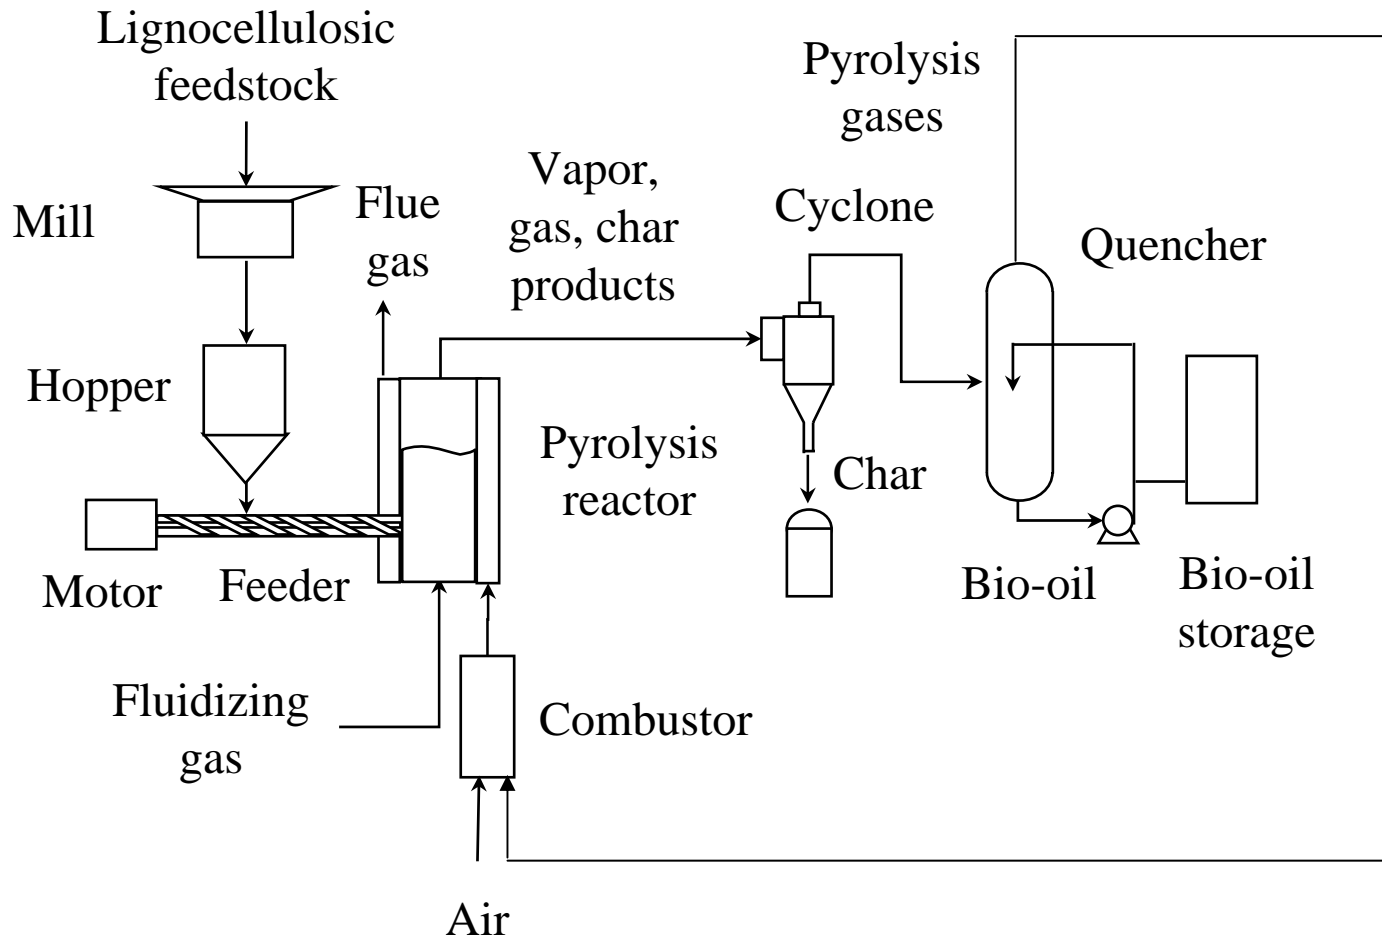 Lignocellulosic
feedstock
Pyrolysis
gases
Vapor,
gas, char
products
Flue
gas
Cyclone
Mill
Quencher
Hopper
Pyrolysis
reactor
Char
Motor
Feeder
Bio-oil
Bio-oil
storage
Fluidizing
gas
Combustor
Air